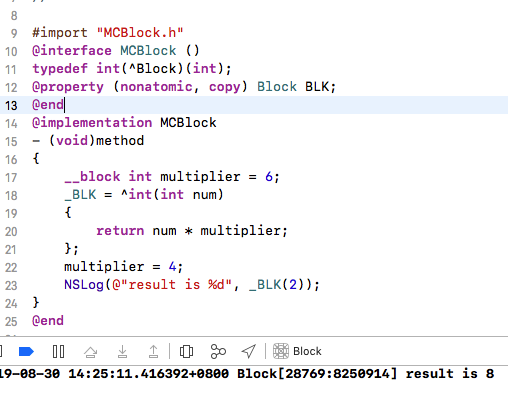 8
9 #import "MCBlock.h"
10 @interface MCBlock ()
11 typedef int(^Block)(int);
12 @property (nonatomic, copy) Block BLK;
13 @end
14 @implementation MCBlock
15 - (void)method
16 {
17 __block int multiplier = 6;
18 _BLK = ^int(int num)
19 {
20 return num * multiplier;
21 };
22 multiplier = 4;
23 NSLog(@"result is %d", _BLK(2));
24 }
25 @end
Block
19-08-30 14:25:11.416392+0800 Block[28769:8250914] result is 8